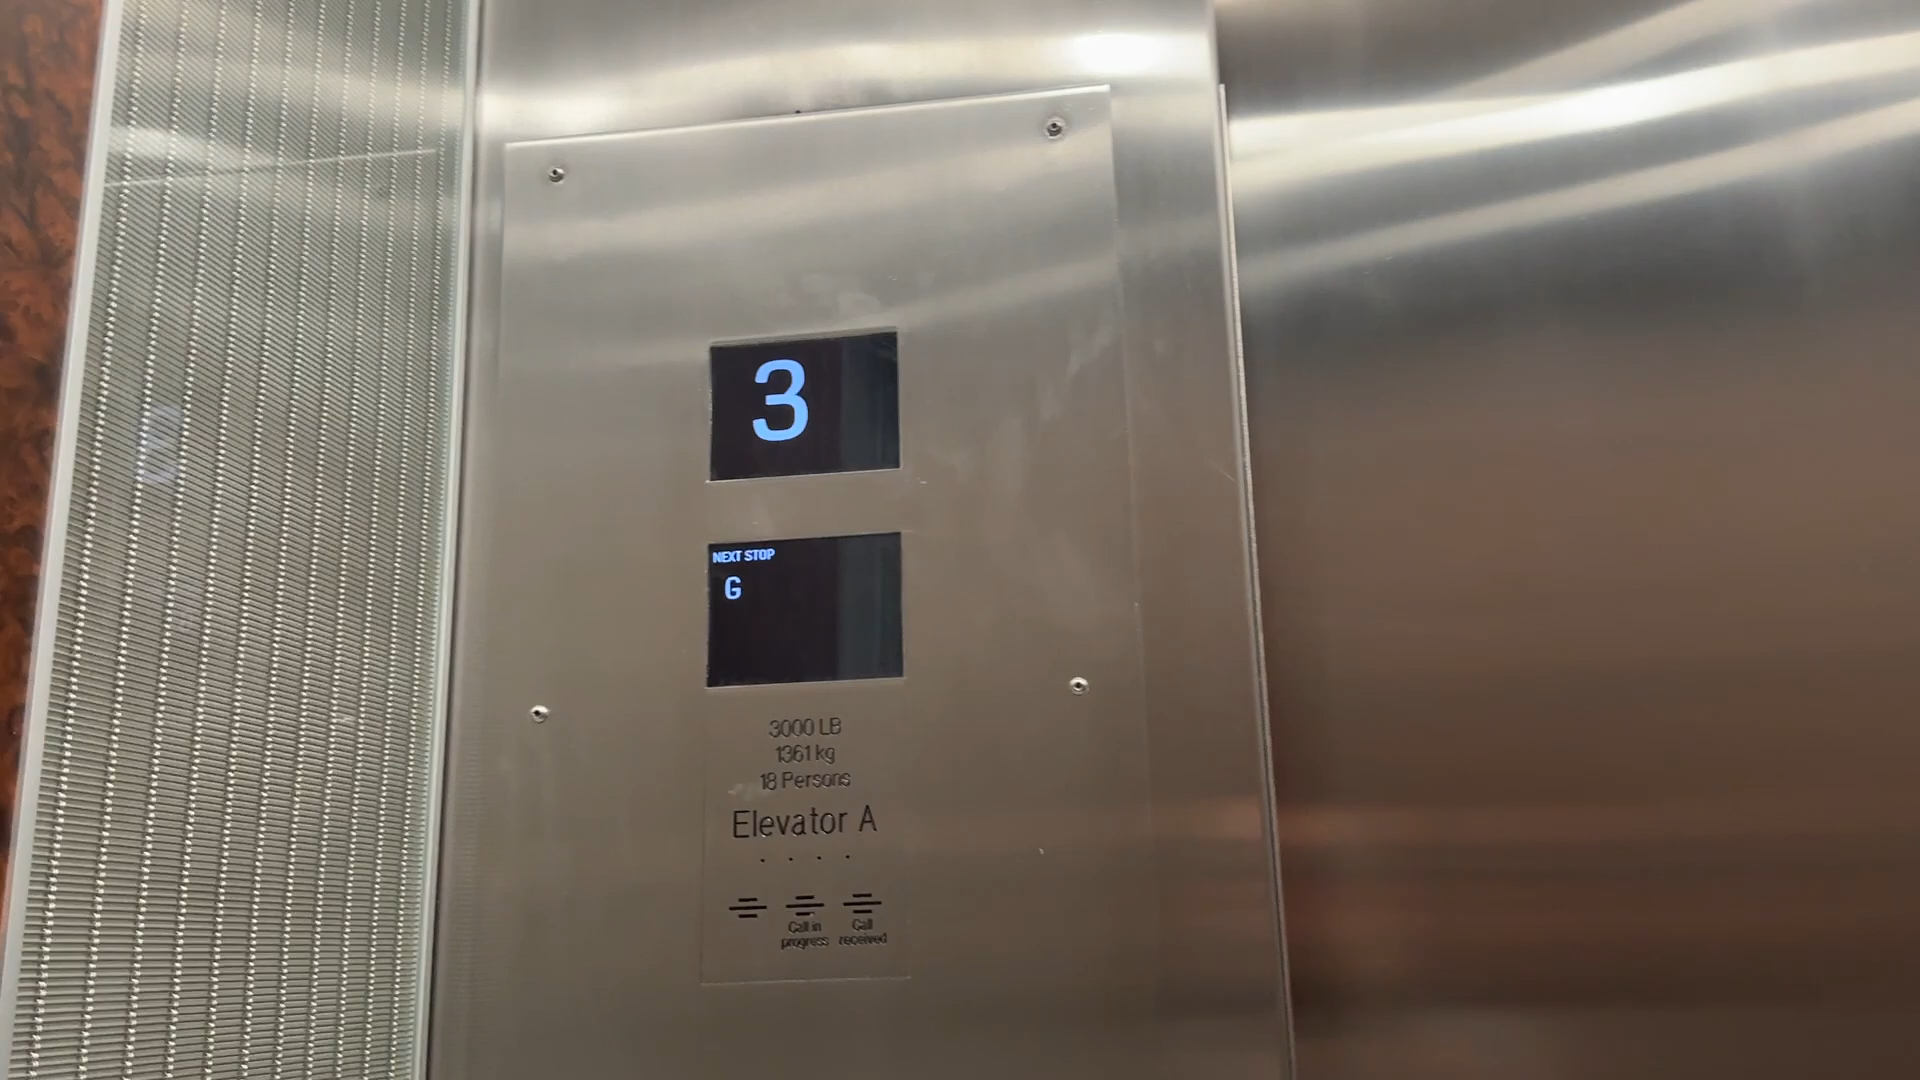 3
NEXT STOP
G
3000 LB
1361 kg
18 Persons
Elevator A
Call in progress
Call received